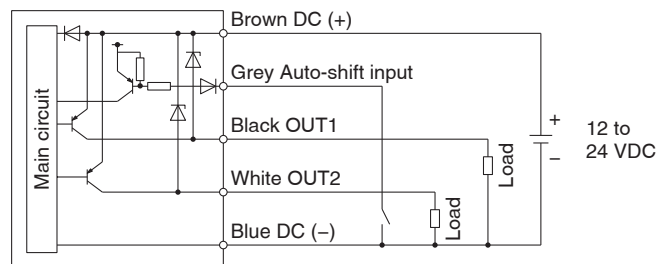 Brown DC (+)
Grey Auto-shift input
Main circuit
Black OUT1
+
12 to
−
24 VDC
Load
White OUT2
Load
Blue DC (−)